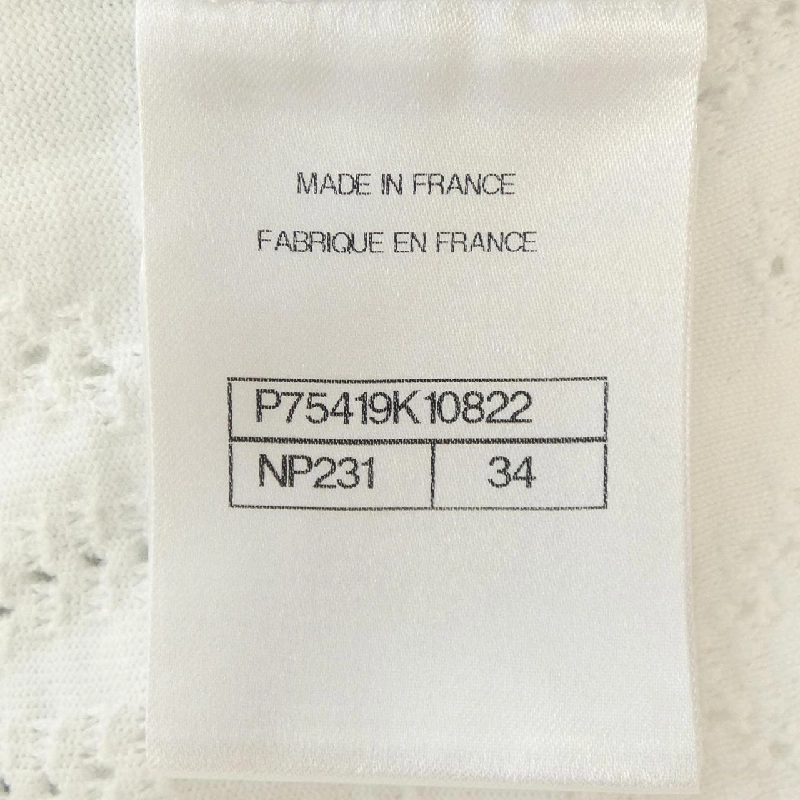 MADE IN FRANCE
FABRIQUE EN FRANCE
P75419K10822
NP231 34